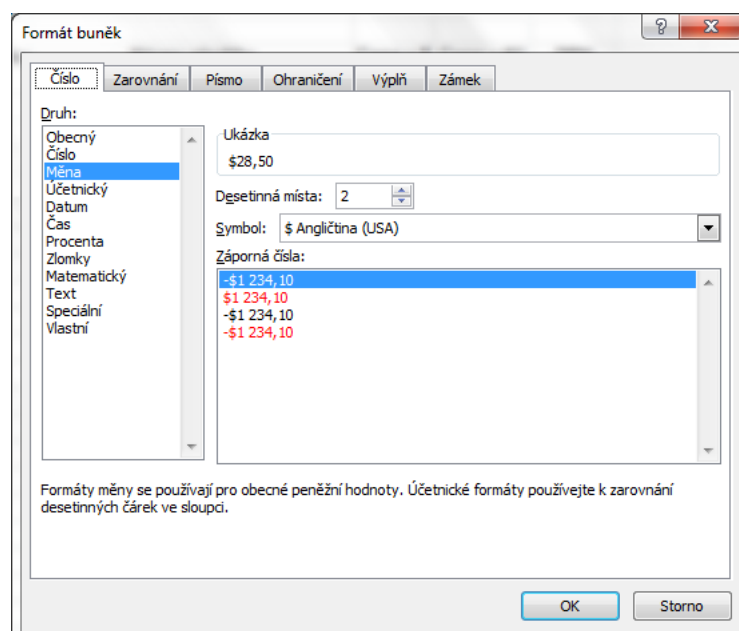 Formát buněk
Číslo
Zarovnání
Písmo
Ohraničení
Výplň
Zámek
Druh:
Obecný
Číslo
Měna
Účetnický
Datum
Čas
Procenta
Zlomky
Matematický
Text
Speciální
Vlastní
Ukázka
$28,50
Desetinná místa: 2
Symbol: $ Angličtina (USA)
Záporná čísla:
-$1 234,10
$1 234,10
-$1 234,10
-$1 234,10
Formáty měny se používají pro obecné peněžní hodnoty. Účetnické formáty používejte k zarovnání
desetinných čárek ve sloupci.
OK
Storno